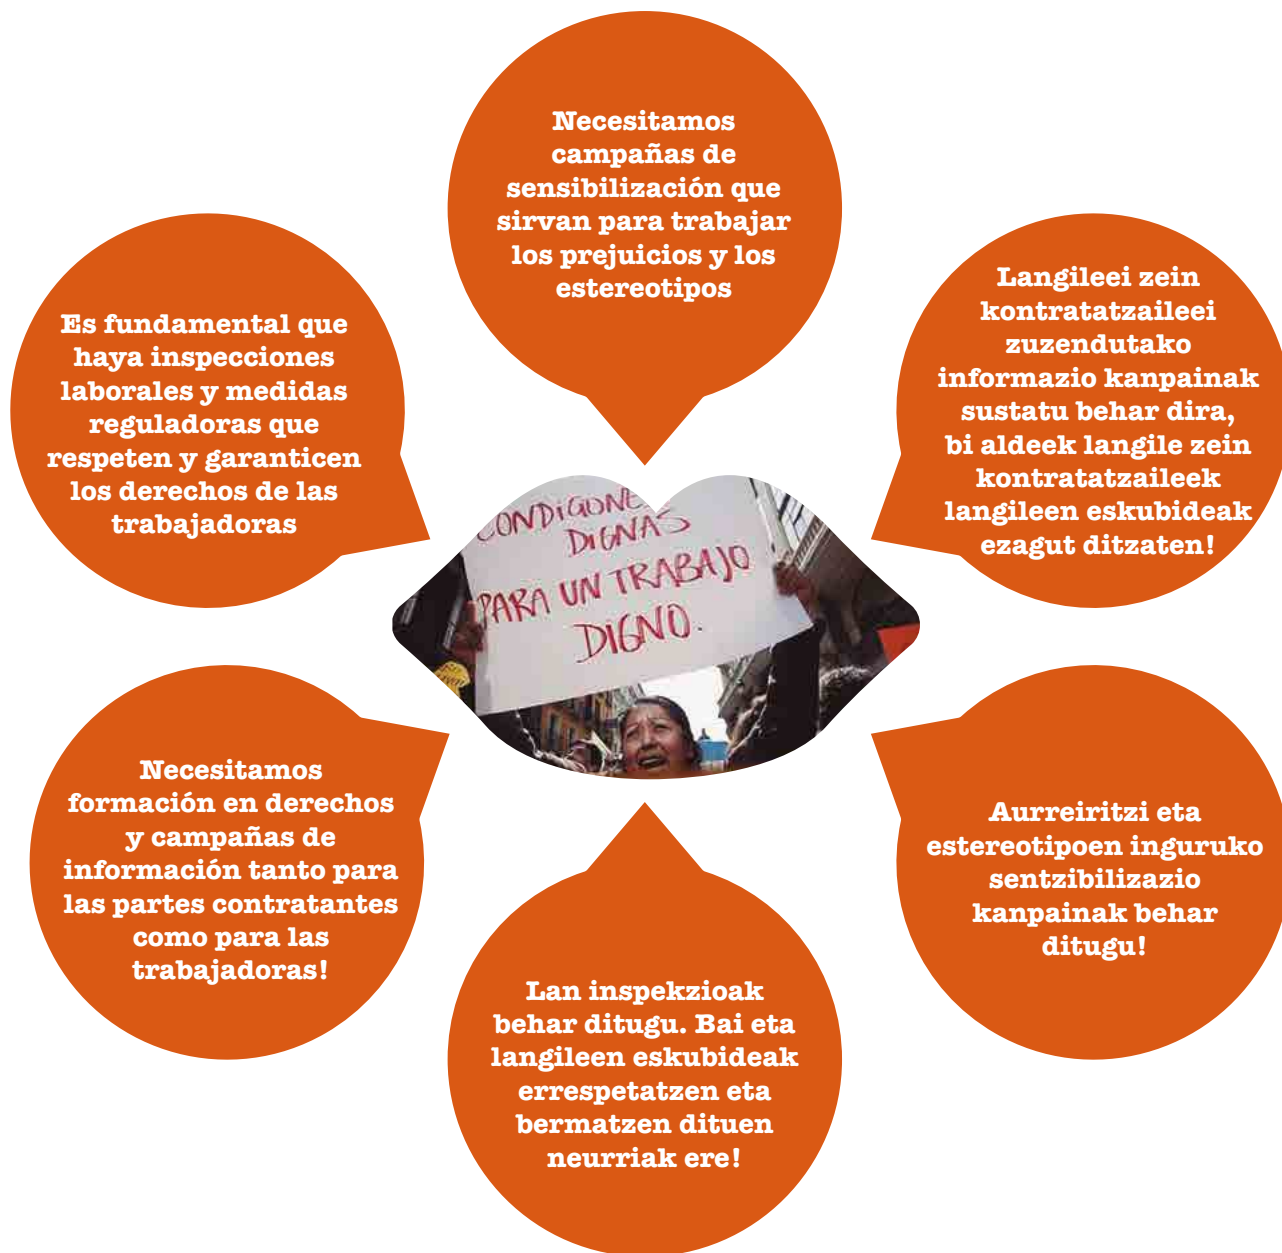 Necesitamos
campañas de
sensibilización que
sirvan para trabajar
los prejuicios y los
estereotipos
Es fundamental que
haya inspecciones
laborales y medidas
reguladoras que
respeten y garanticen
los derechos de las
trabajadoras
Langileei zein
kontratatzaileei
zuzendutako
informazio kanpainak
sustatu behar dira,
bi aldeek langile zein
kontratatzaileek
langileen eskubideak
ezagut ditzaten!
DIGNAS
PARA UN TRABAJO
DIGNO.
Necesitamos
formación en derechos
y campañas de
información tanto para
las partes contratantes
como para las
trabajadoras!
Aurreiritzi eta
estereotipoen inguruko
sentzibilizazio
kanpainak behar
ditugu!
Lan inspekzioak
behar ditugu. Bai eta
langileen eskubideak
errespetatzen eta
bermatzen dituen
neurriak ere!